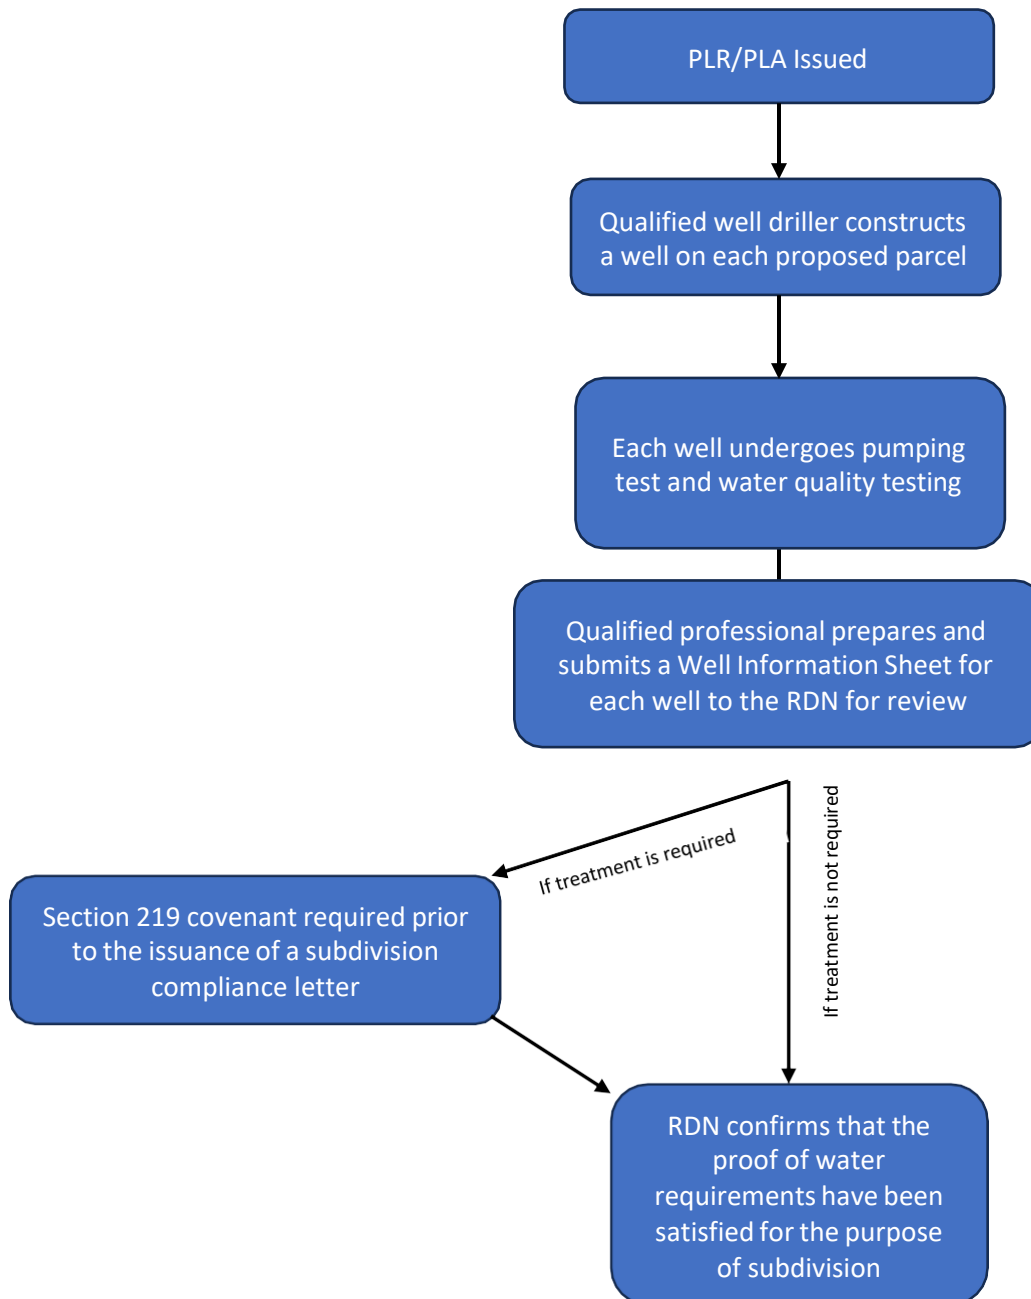 PLR/PLA Issued
Qualified well driller constructs
a well on each proposed parcel
Each well undergoes pumping
test and water quality testing
Qualified professional prepares and
submits a Well Information Sheet for
each well to the RDN for review
If treatment is required
If treatment is not required
Section 219 covenant required prior
to the issuance of a subdivision
compliance letter
RDN confirms that the
proof of water
requirements have been
satisfied for the purpose
of subdivision